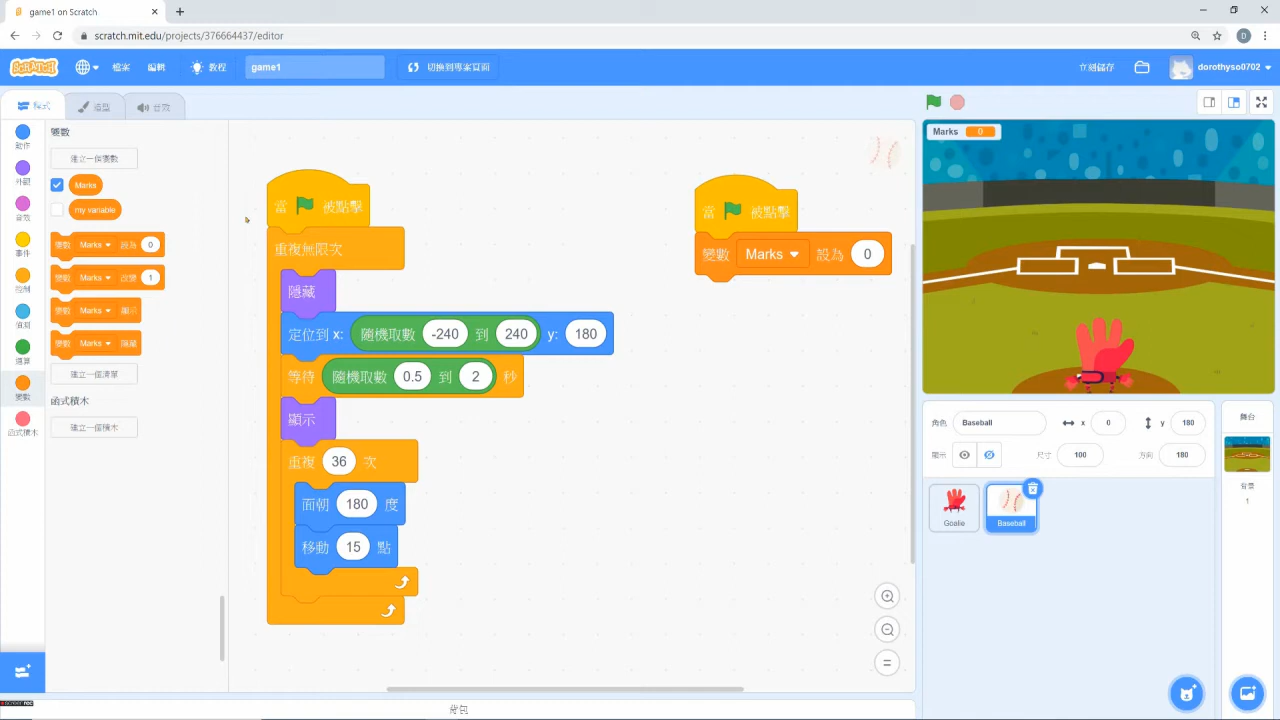 game1 on Scratch
scratch.mit.edu/projects/376664437/editor
D
SCRATCH
檔案
編輯
教程
game1
切換到專案頁面
立刻儲存
dorothyso0702
程式
造型
音效
動作
外觀
音效
事件
控制
偵測
運算
變數
函式積木
變數
建立一個變數
Marks
my variable
變數 Marks 設為 0
變數 Marks 改變 1
變數 Marks 顯示
變數 Marks 隱藏
建立一個清單
函式積木
建立一個積木
當 被點擊
重複無限次
隱藏
定位到 x: 隨機取數 -240 到 240 y: 180
等待 隨機取數 0.5 到 2 秒
顯示
重複 36 次
面朝 180 度
移動 15 點
當 被點擊
變數 Marks 設為 0
背包
Marks 0
角色 Baseball x 0 y 180
顯示 尺寸 100 方向 180
Goalie
Baseball
舞台
背景
1